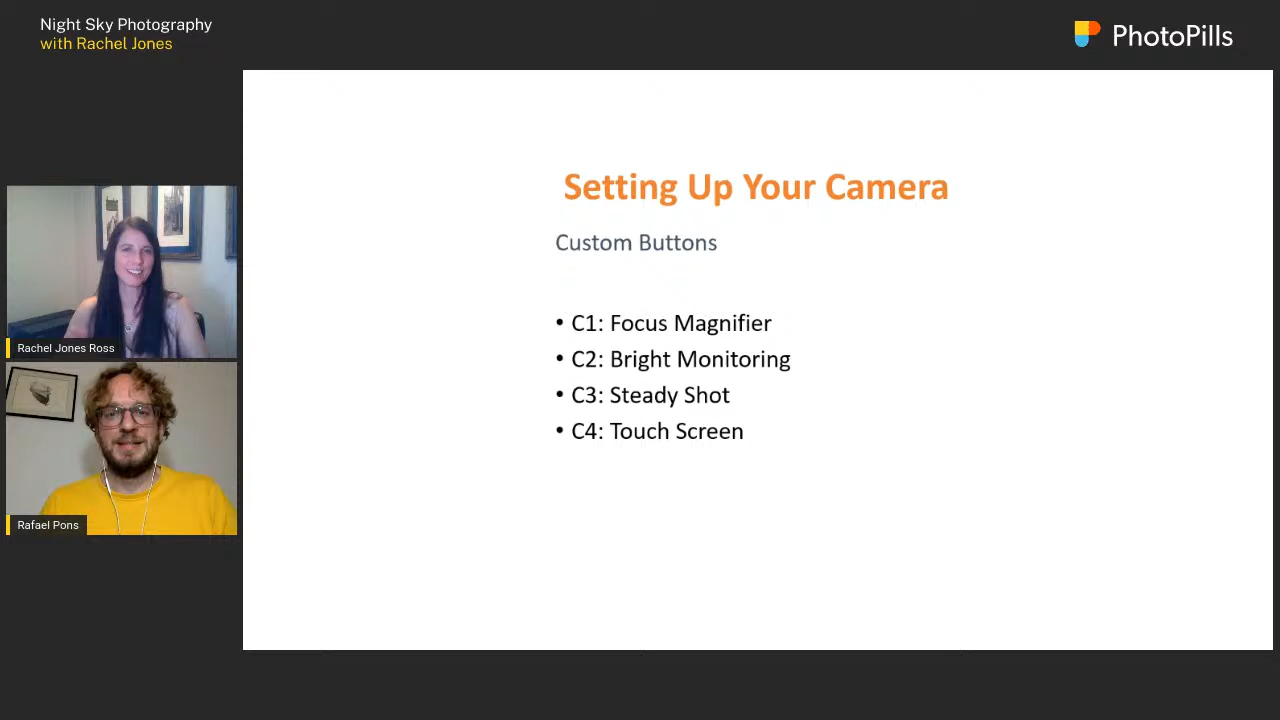 Night Sky Photography
with Rachel Jones
PhotoPills
Setting Up Your Camera
Custom Buttons
• C1: Focus Magnifier
• C2: Bright Monitoring
• C3: Steady Shot
• C4: Touch Screen
Rachel Jones Ross
Rafael Pons